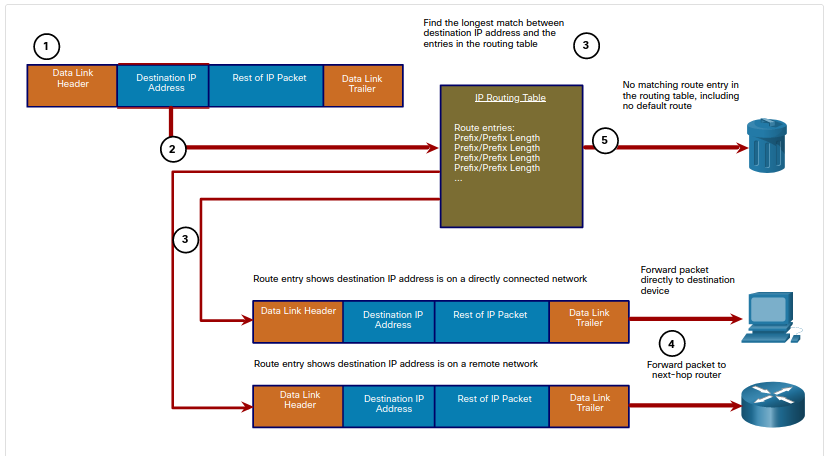 Find the longest match between
destination IP address and the
entries in the routing table
3
1
Data Link
Header
Destination IP
Address
Rest of IP Packet
Data Link
Trailer
No matching route entry in
the routing table, including
no default route
IP Routing Table
Route entries:
Prefix/Prefix Length
Prefix/Prefix Length
Prefix/Prefix Length
Prefix/Prefix Length
...
2
5
3
Route entry shows destination IP address is on a directly connected network
Forward packet
directly to destination
device
Data Link Header
Destination IP
Address
Rest of IP Packet
Data Link
Trailer
4
Route entry shows destination IP address is on a remote network
Forward packet to
next-hop router
Data Link
Header
Destination IP
Address
Rest of IP Packet
Data Link
Trailer